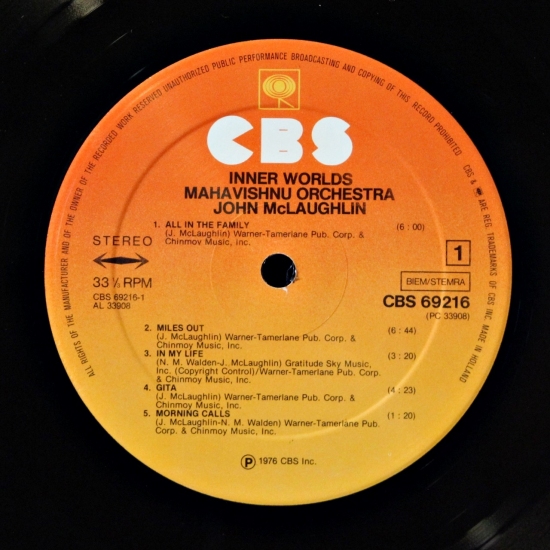 ALL RIGHTS OF THE MANUFACTURER AND OF THE OWNER OF THE RECORDED WORK RESERVED UNAUTHORIZED PUBLIC PERFORMANCE BROADCASTING AND COPYING OF THIS RECORD PROHIBITED CBS & ARE REG. TRADEMARKS OF CBS INC MADE IN HOLLAND
CBS
INNER WORLDS
MAHAVISHNU ORCHESTRA
JOHN McLAUGHLIN
1. ALL IN THE FAMILY (6:00)
(J. McLaughlin) Warner-Tamerlane Pub. Corp. &
Chinmoy Music, Inc.
STEREO
33⅓ RPM
CBS 69216-1
AL 33908
1
BIEM/STEMRA
CBS 69216
(PC 33908)
2. MILES OUT (6:44)
(J. McLaughlin) Warner-Tamerlane Pub. Corp. &
Chinmoy Music, Inc.
3. IN MY LIFE (3:20)
(N. M. Walden-J. McLaughlin) Gratitude Sky Music,
Inc. (Copyright Control)/Warner-Tamerlane Pub. Corp.
& Chinmoy Music, Inc.
4. GITA (4:23)
(J. McLaughlin) Warner-Tamerlane Pub. Corp. &
Chinmoy Music, Inc.
5. MORNING CALLS (1:20)
(J. McLaughlin-N. M. Walden) Warner-Tamerlane Pub.
Corp. & Chinmoy Music, Inc.
Ⓟ 1976 CBS Inc.